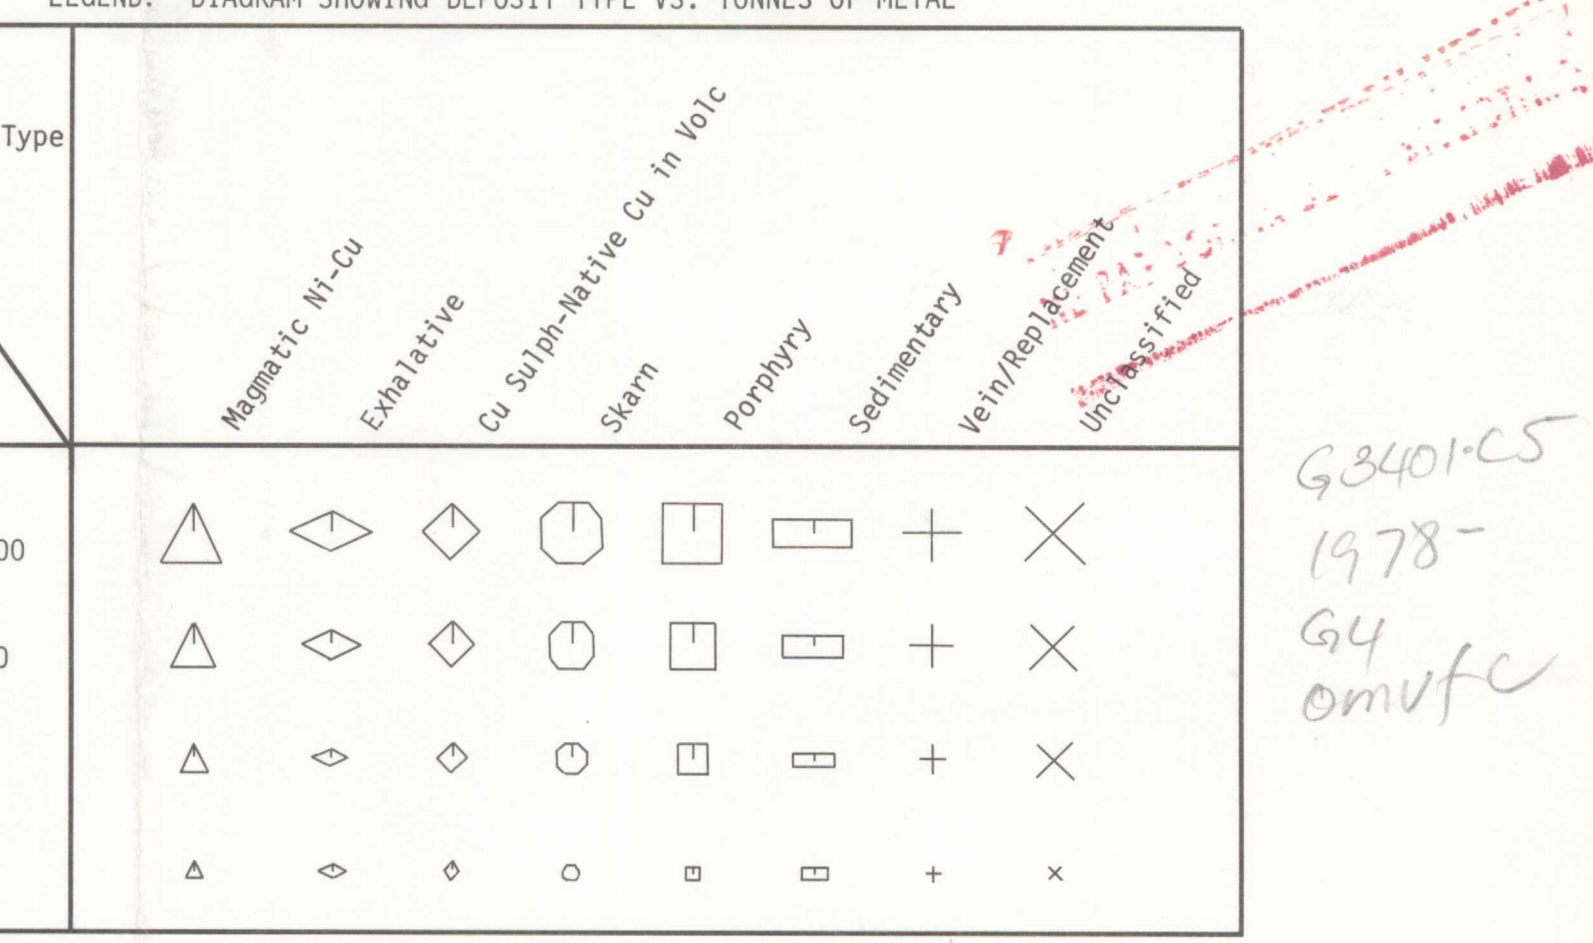 LEGEND: DIAGRAM SHOWING DEPOSIT TYPE VS. TONNES OF METAL
Type
Magmatic Ni-Cu
Exhalative
Cu Sulph-Native Cu in Volc
Skarn
Porphyry
Sedimentary
Vein/Replacement
Unclassified
00
0
G3401.C5
1978-
G4
omvfc